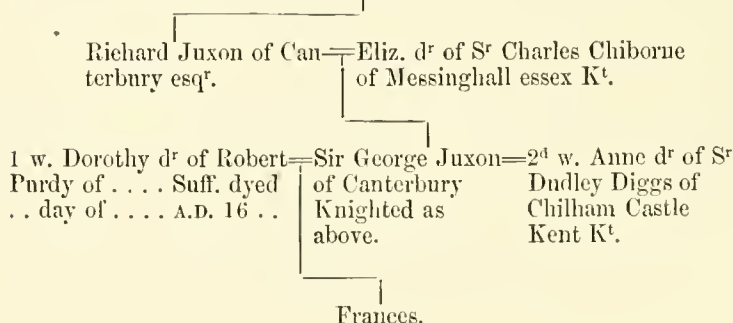 Richard Juxon of Can═Eliz. dʳ of Sʳ Charles Chiborne
terbury esqʳ. of Messinghall essex Kᵗ.
1 w. Dorothy dʳ of Robert═Sir George Juxon═2ᵈ w. Anne dʳ of Sʳ
Purdy of . . . . Suff. dyed of Canterbury Dudley Diggs of
. . day of . . . . A.D. 16 . . Knighted as Chilham Castle
above. Kent Kᵗ.
Frances.